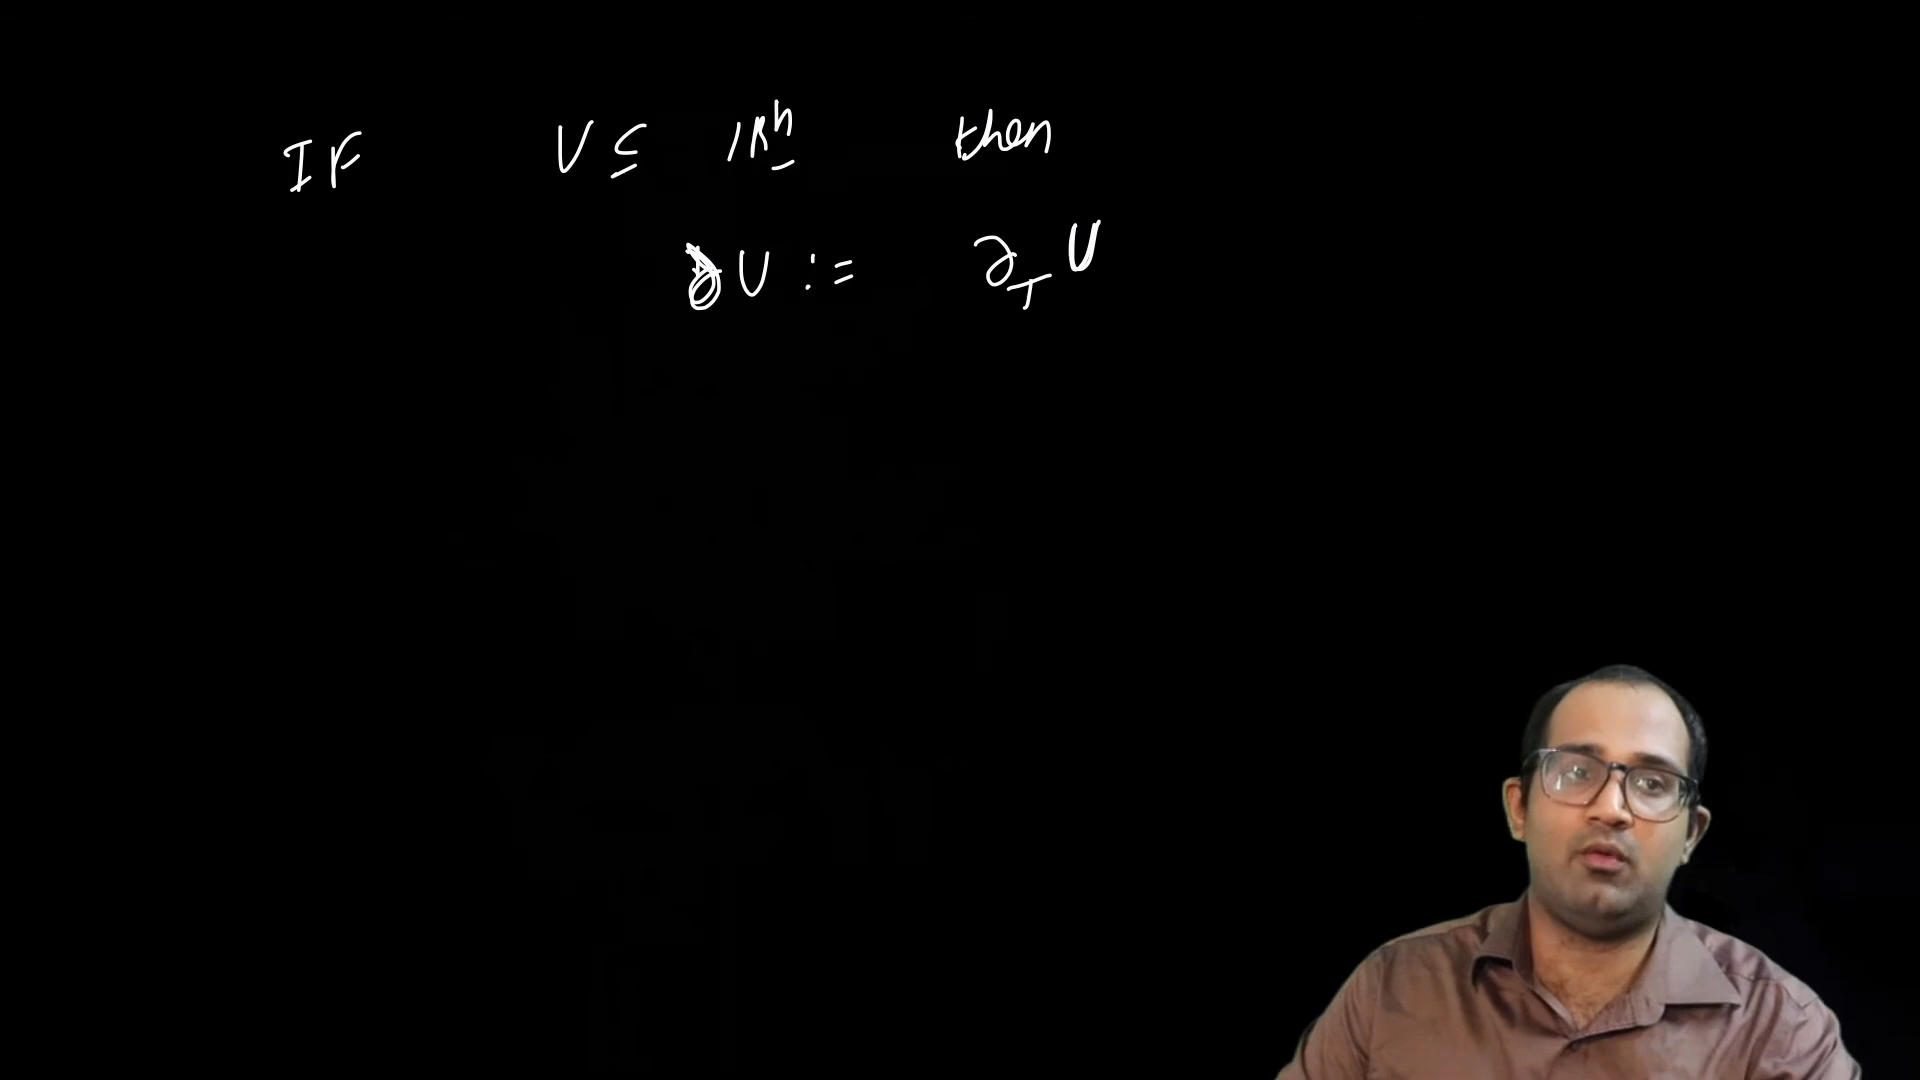 IF U ⊆ ℝⁿ then
∂U := ∂_T U